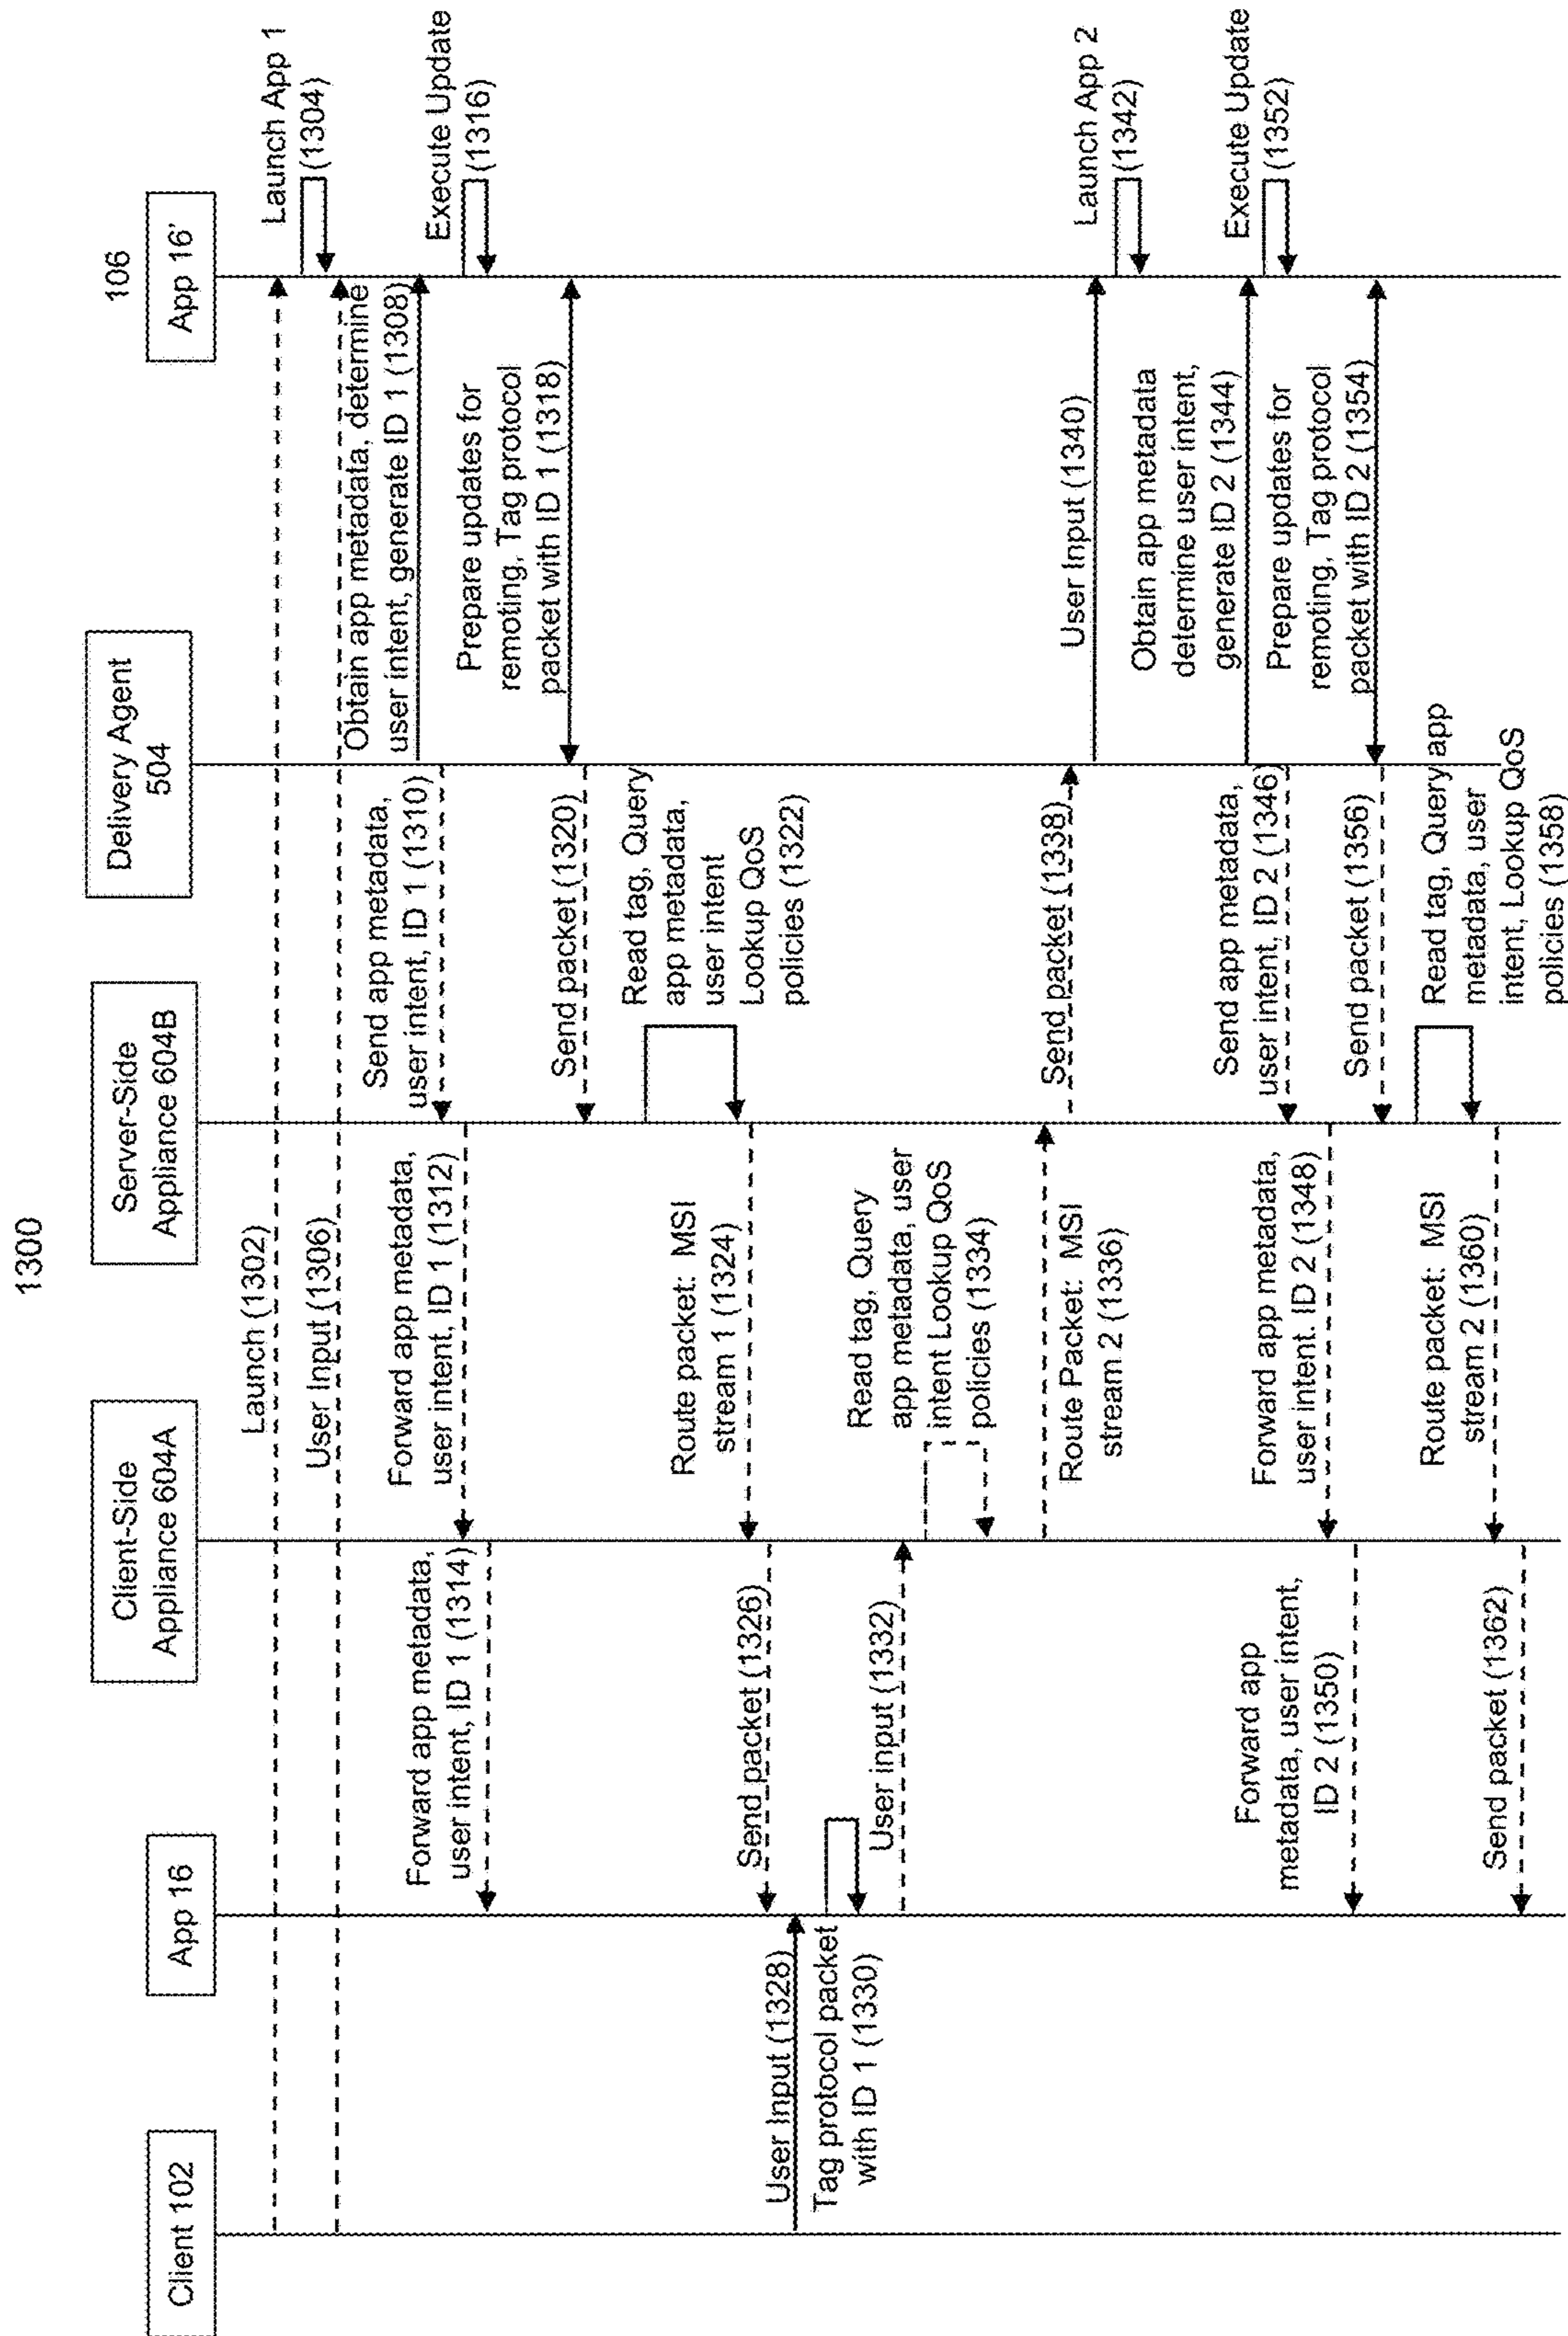 1300
Client 102
App 16
Client-Side
Appliance 604A
Server-Side
Appliance 604B
Delivery Agent
504
106
App 16'
Launch (1302)
Launch App 1
(1304)
User Input (1306)
Obtain app metadata, determine
user intent, generate ID 1 (1308)
Send app metadata,
user intent, ID 1 (1310)
Forward app metadata,
user intent, ID 1 (1312)
Forward app metadata,
user intent, ID 1 (1314)
Execute Update
(1316)
Prepare updates for
remoting, Tag protocol
packet with ID 1 (1318)
Send packet (1320)
Read tag, Query
app metadata,
user intent
Lookup QoS
policies (1322)
Route packet: MSI
stream 1 (1324)
Send packet (1326)
User Input (1328)
Tag protocol packet
with ID 1 (1330)
User input (1332)
Read tag, Query
app metadata, user
intent Lookup QoS
policies (1334)
Route Packet: MSI
stream 2 (1336)
Send packet (1338)
User Input (1340)
Launch App 2
(1342)
Obtain app metadata
determine user intent,
generate ID 2 (1344)
Send app metadata,
user intent, ID 2 (1346)
Forward app metadata,
user intent. ID 2 (1348)
Forward app
metadata, user intent,
ID 2 (1350)
Execute Update
(1352)
Prepare updates for
remoting, Tag protocol
packet with ID 2 (1354)
Send packet (1356)
Read tag, Query app
metadata, user
intent, Lookup QoS
policies (1358)
Route packet: MSI
stream 2 (1360)
Send packet (1362)